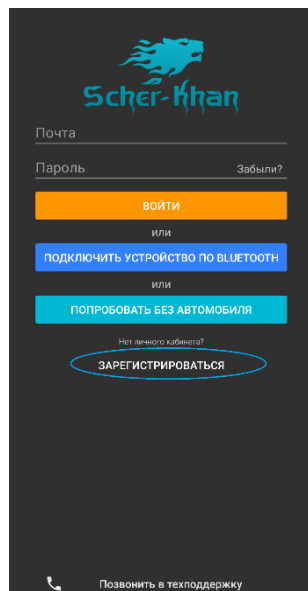 Scher-Khan
Почта
Пароль Забыли?
ВОЙТИ
или
ПОДКЛЮЧИТЬ УСТРОЙСТВО ПО BLUETOOTH
или
ПОПРОБОВАТЬ БЕЗ АВТОМОБИЛЯ
Нет личного кабинета?
ЗАРЕГИСТРИРОВАТЬСЯ
Позвонить в техподдержку